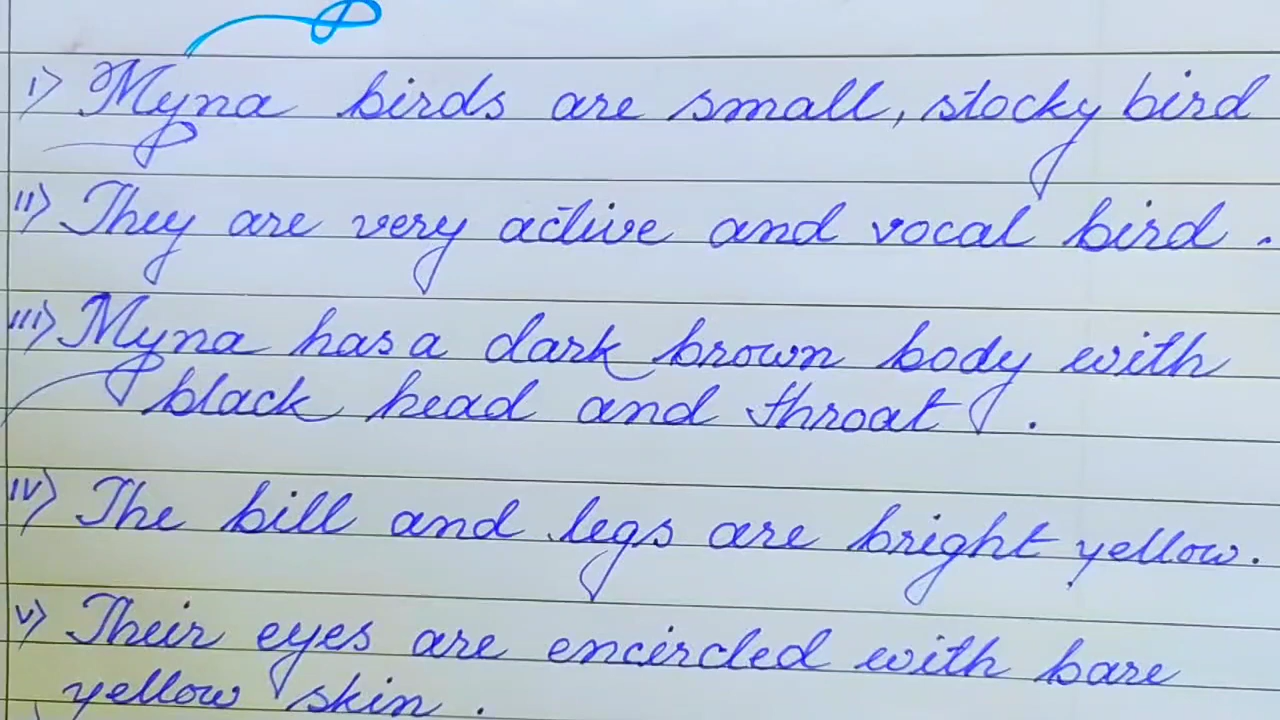 i) Myna birds are small, stocky bird
ii) They are very active and vocal bird.
iii) Myna has a dark brown body with
black head and throat.
iv) The bill and legs are bright yellow.
v) Their eyes are encircled with bare
yellow skin.